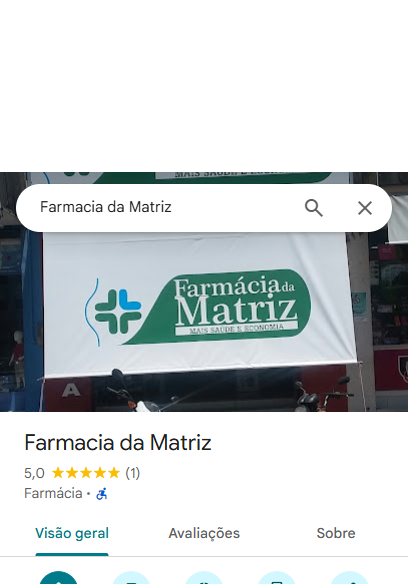 Farmacia da Matriz
Farmácia da
Matriz
MAIS SAÚDE E ECONOMIA
A
Farmacia da Matriz
5,0 ★★★★★ (1)
Farmácia ·
Visão geral
Avaliações
Sobre